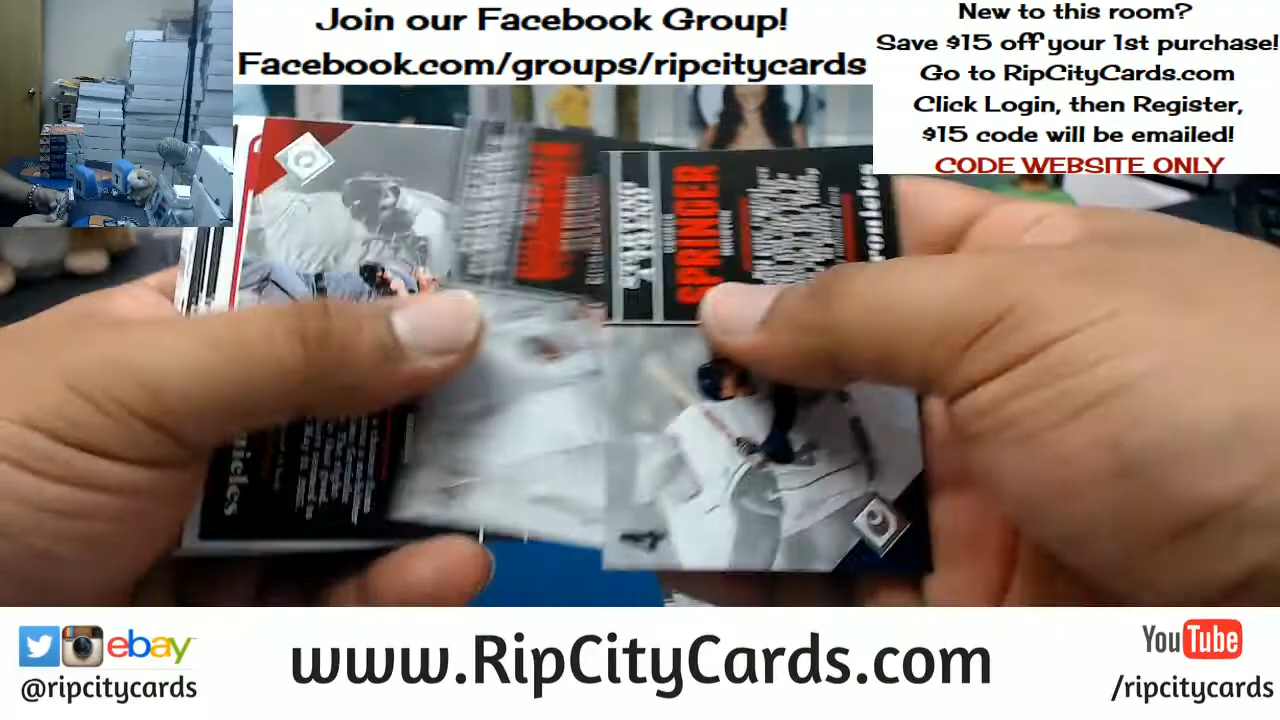 Join our Facebook Group!
Facebook.com/groups/ripcitycards
New to this room?
Save $15 off your 1st purchase!
Go to RipCityCards.com
Click Login, then Register,
$15 code will be emailed!
CODE WEBSITE ONLY
SPRINGER
ebay
@ripcitycards
www.RipCityCards.com
YouTube
/ripcitycards